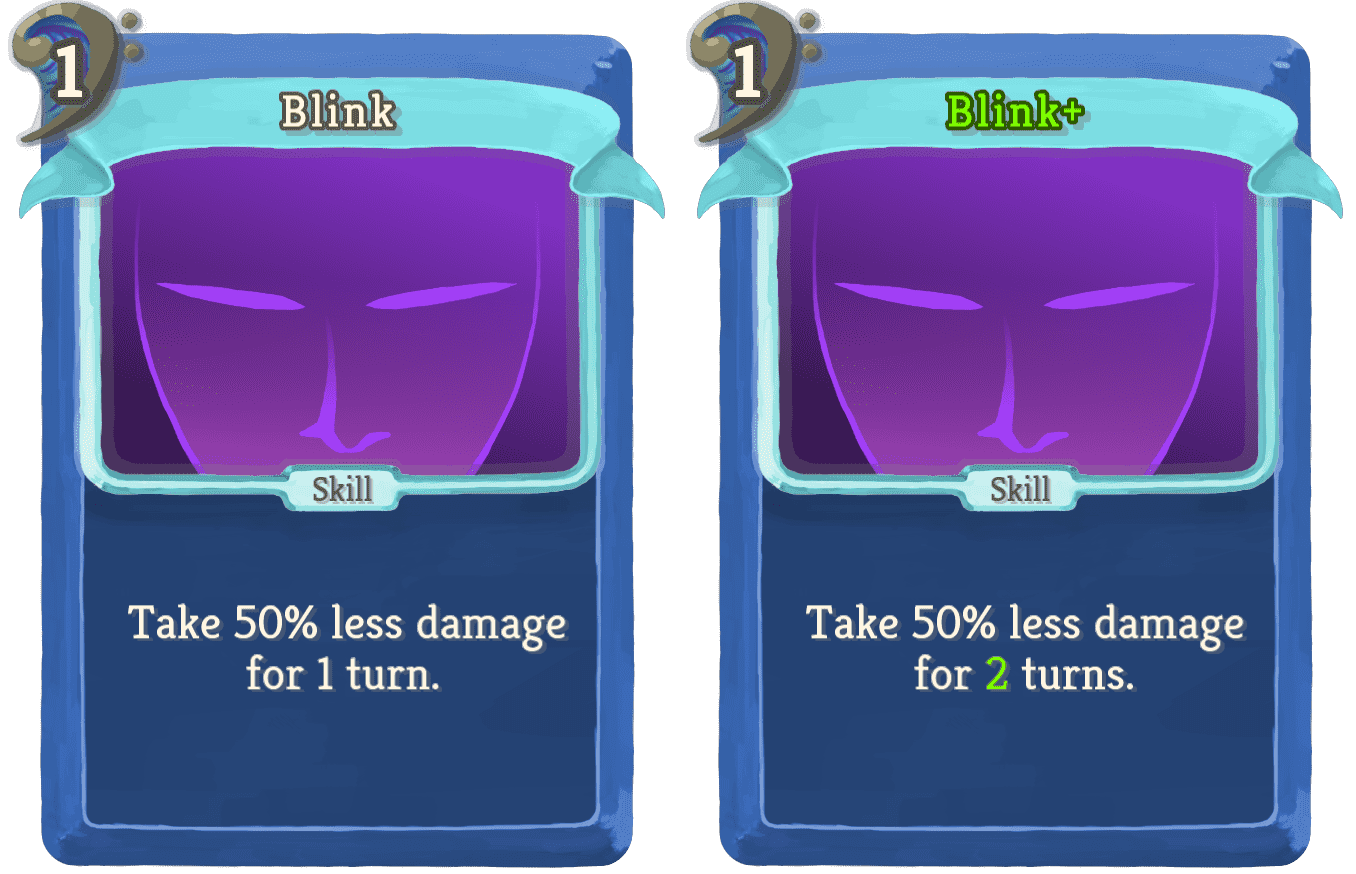 1
Blink
Skill
Take 50% less damage
for 1 turn.
1
Blink+
Skill
Take 50% less damage
for 2 turns.